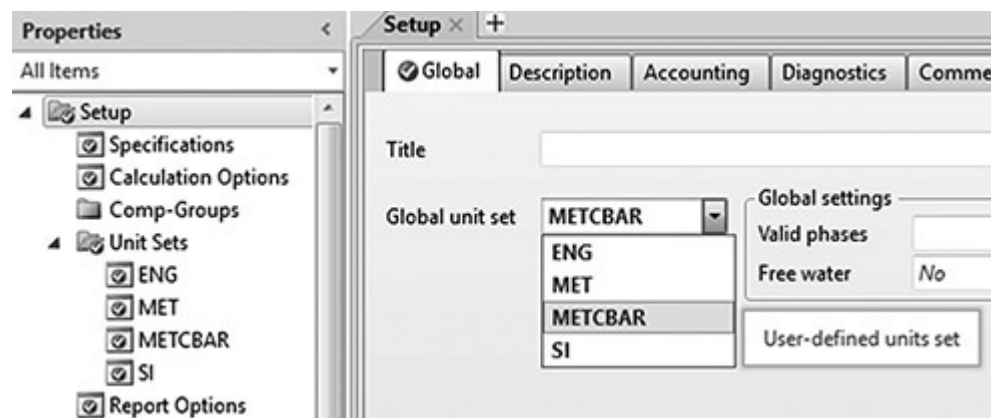 Properties <
All Items
Setup
Specifications
Calculation Options
Comp-Groups
Unit Sets
ENG
MET
METCBAR
SI
Report Options
Setup × +
Global Description Accounting Diagnostics Comme
Title
Global unit set METCBAR
ENG
MET
METCBAR
SI
Global settings
Valid phases
Free water No
User-defined units set